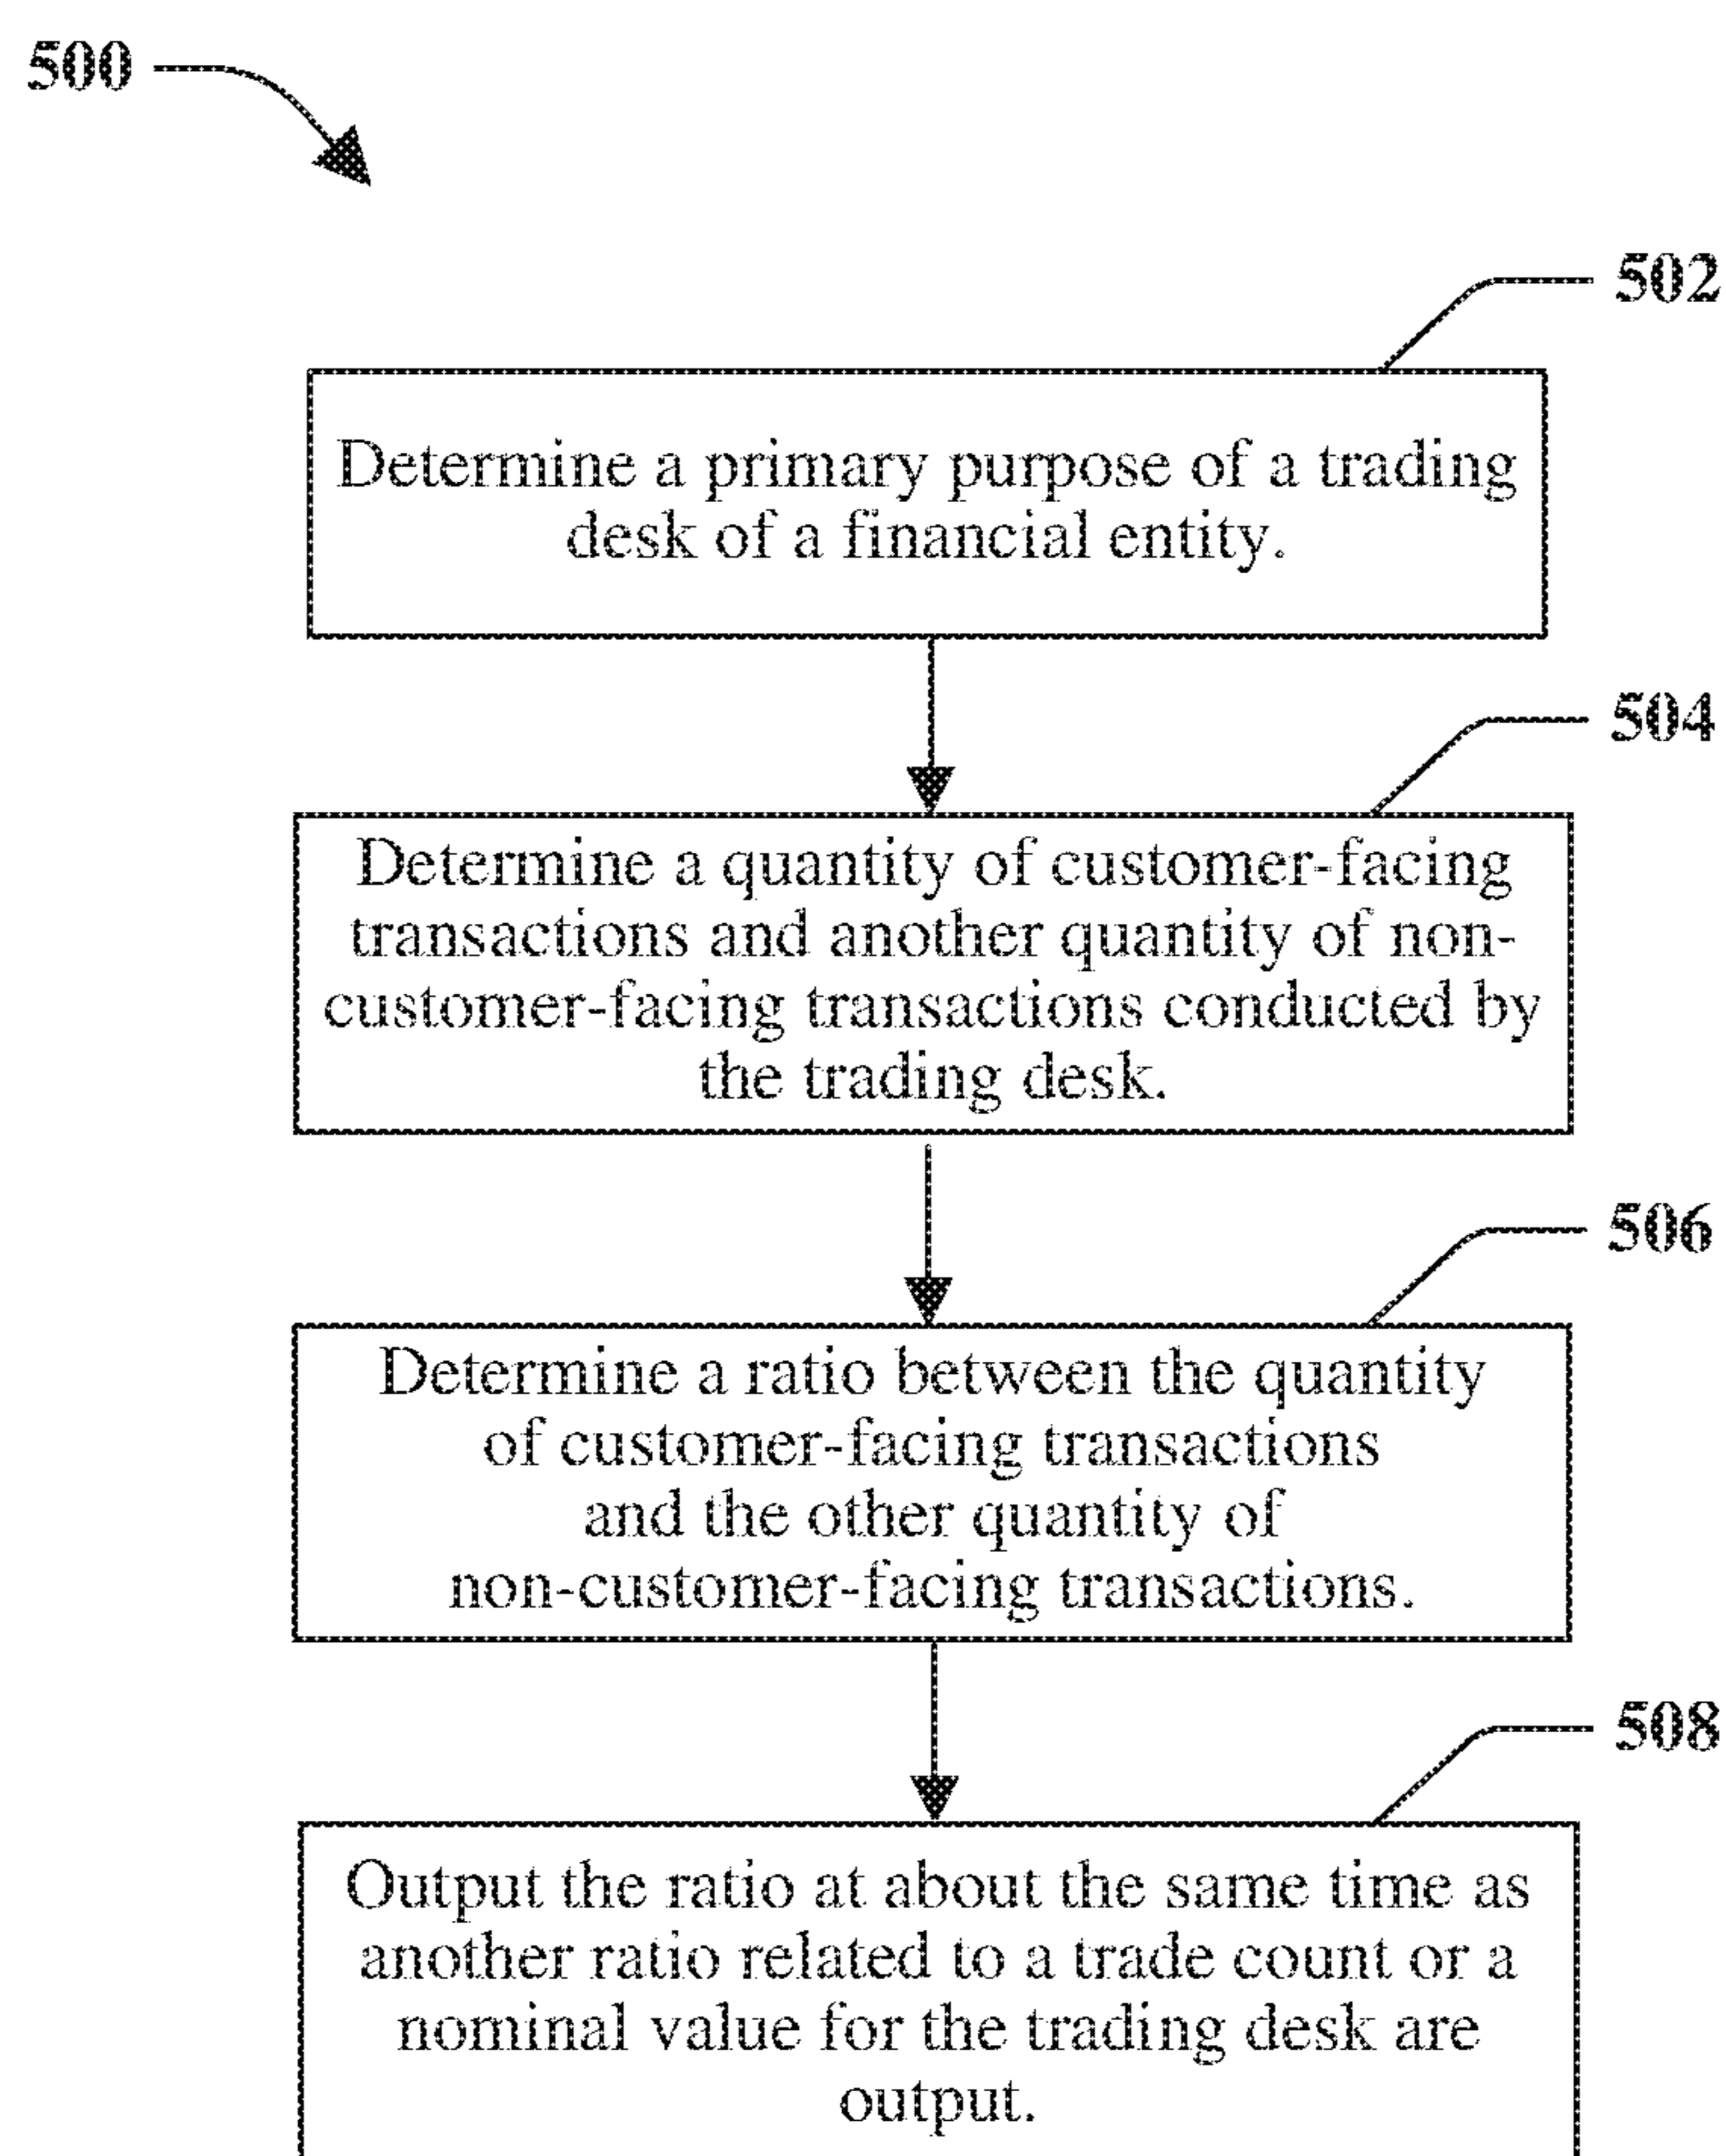 500
502
Determine a primary purpose of a trading
desk of a financial entity.
504
Determine a quantity of customer-facing
transactions and another quantity of non-
customer-facing transactions conducted by
the trading desk.
506
Determine a ratio between the quantity
of customer-facing transactions
and the other quantity of
non-customer-facing transactions.
508
Output the ratio at about the same time as
another ratio related to a trade count or a
nominal value for the trading desk are
output.